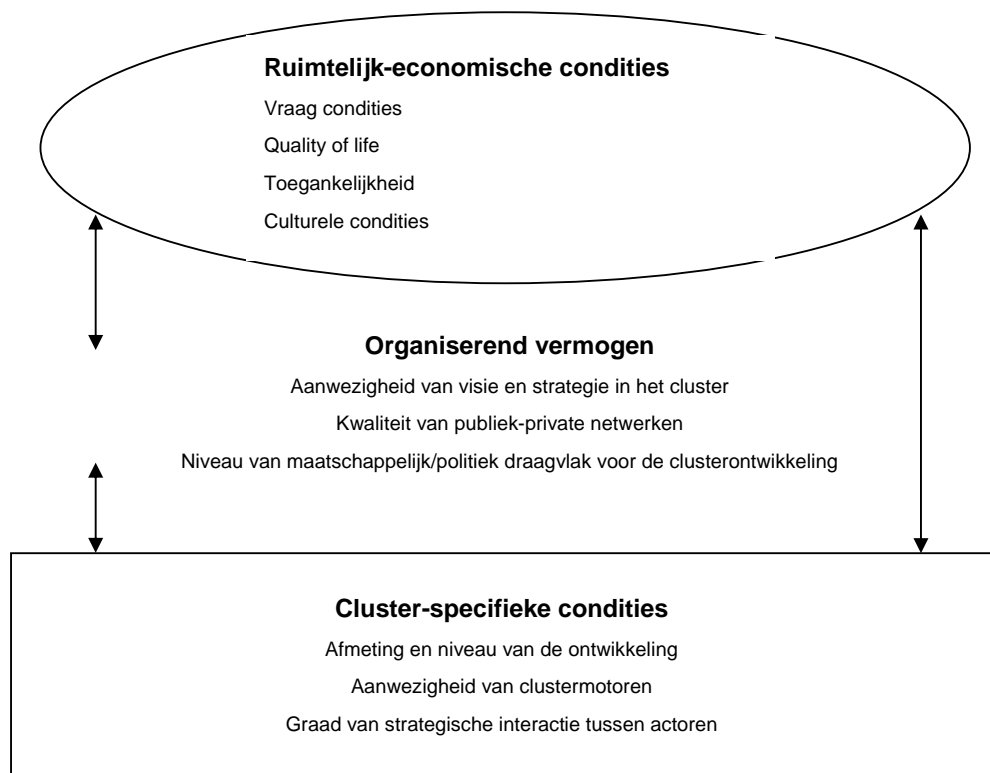 Ruimtelijk-economische condities
Vraag condities
Quality of life
Toegankelijkheid
Culturele condities
Organiserend vermogen
Aanwezigheid van visie en strategie in het cluster
Kwaliteit van publiek-private netwerken
Niveau van maatschappelijk/politiek draagvlak voor de clusterontwikkeling
Cluster-specifieke condities
Afmeting en niveau van de ontwikkeling
Aanwezigheid van clustermotoren
Graad van strategische interactie tussen actoren